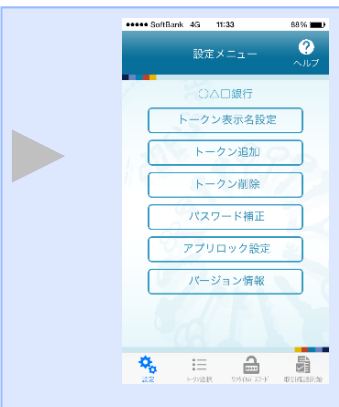 ●●●●● SoftBank 4G 11:33 88%
設定メニュー
ヘルプ
○△□銀行
トークン表示名設定
トークン追加
トークン削除
パスワード補正
アプリロック設定
バージョン情報
設定